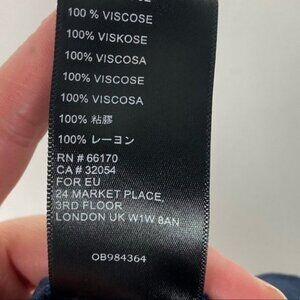 100 % VISCOSE
100% VISKOSE
100% VISCOSA
100% VISCOSE
100% VISCOSA
100% 粘膠
100% レーヨン
RN # 66170
CA # 32054
FOR EU
24 MARKET PLACE,
3RD FLOOR
LONDON UK W1W 8AN
OB984364